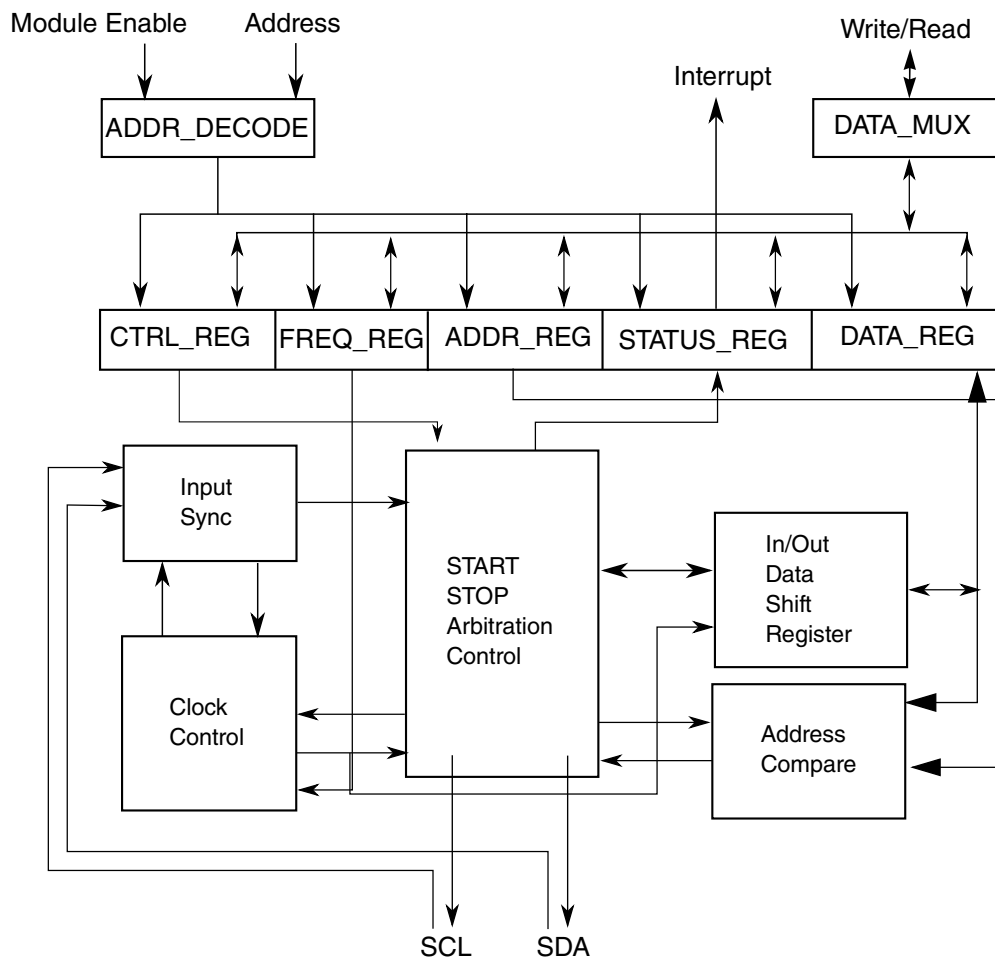 Module Enable
Address
Write/Read
Interrupt
ADDR_DECODE
DATA_MUX
CTRL_REG
FREQ_REG
ADDR_REG
STATUS_REG
DATA_REG
Input
Sync
START
STOP
Arbitration
Control
In/Out
Data
Shift
Register
Clock
Control
Address
Compare
SCL
SDA